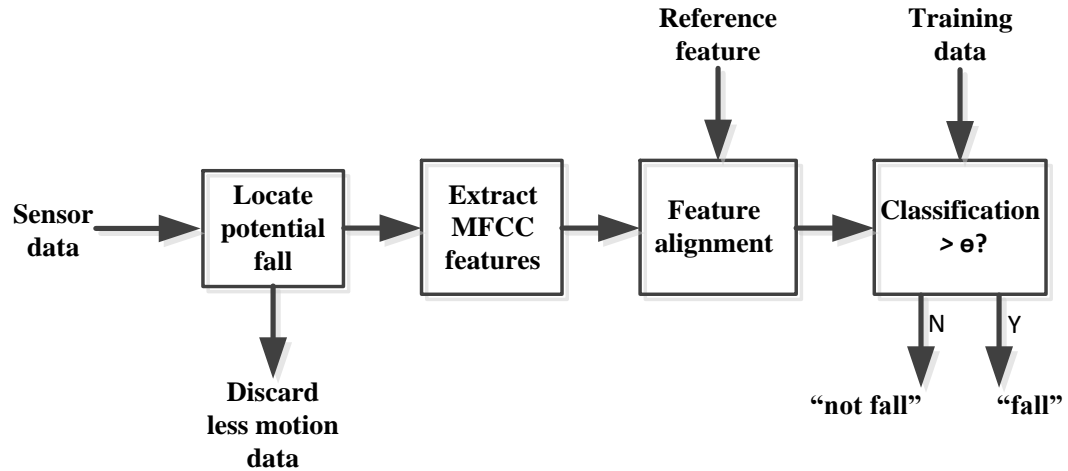 Reference
feature
Training
data
Sensor
data
Locate
potential
fall
Extract
MFCC
features
Feature
alignment
Classification
> ɵ?
N
Y
Discard
less motion
data
“not fall”
“fall”